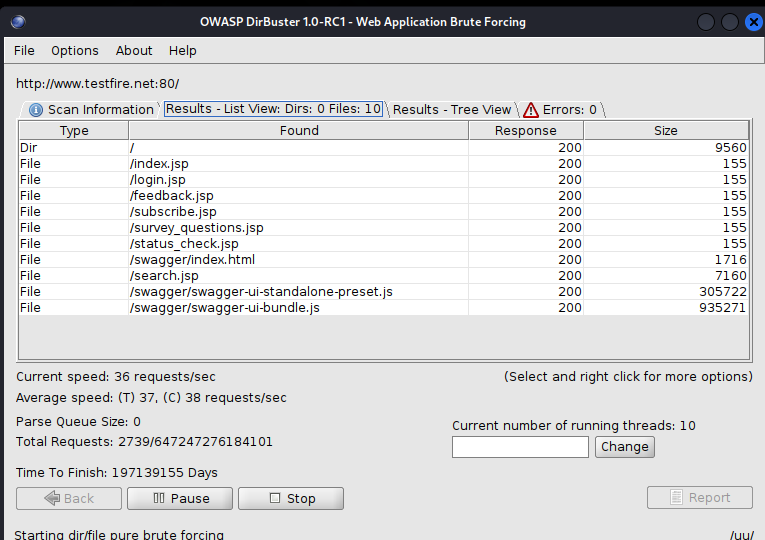 OWASP DirBuster 1.0-RC1 - Web Application Brute Forcing
File Options About Help
http://www.testfire.net:80/
Scan Information Results - List View: Dirs: 0 Files: 10 Results - Tree View Errors: 0
Type Found Response Size
Dir / 200 9560
File /index.jsp 200 155
File /login.jsp 200 155
File /feedback.jsp 200 155
File /subscribe.jsp 200 155
File /survey_questions.jsp 200 155
File /status_check.jsp 200 155
File /swagger/index.html 200 1716
File /search.jsp 200 7160
File /swagger/swagger-ui-standalone-preset.js 200 305722
File /swagger/swagger-ui-bundle.js 200 935271
Current speed: 36 requests/sec (Select and right click for more options)
Average speed: (T) 37, (C) 38 requests/sec
Parse Queue Size: 0 Current number of running threads: 10
Total Requests: 2739/647247276184101
Change
Time To Finish: 197139155 Days
Back Pause Stop Report
Starting dir/file pure brute forcing /uu/